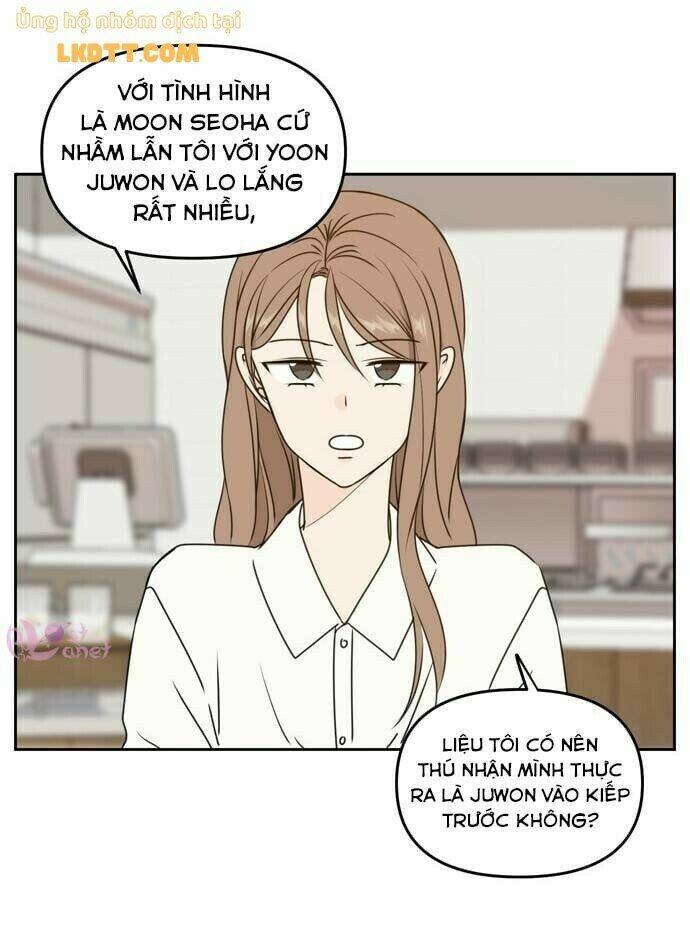 Ủng hộ nhóm dịch tại
LKDTT.COM
VỚI TÌNH HÌNH
LÀ MOON SEOHA CỨ
NHẦM LẪN TÔI VỚI YOON
JUWON VÀ LO LẮNG
RẤT NHIỀU,
anet
LIỆU TÔI CÓ NÊN
THÚ NHẬN MÌNH THỰC
RA LÀ JUWON VÀO KIẾP
TRƯỚC KHÔNG?